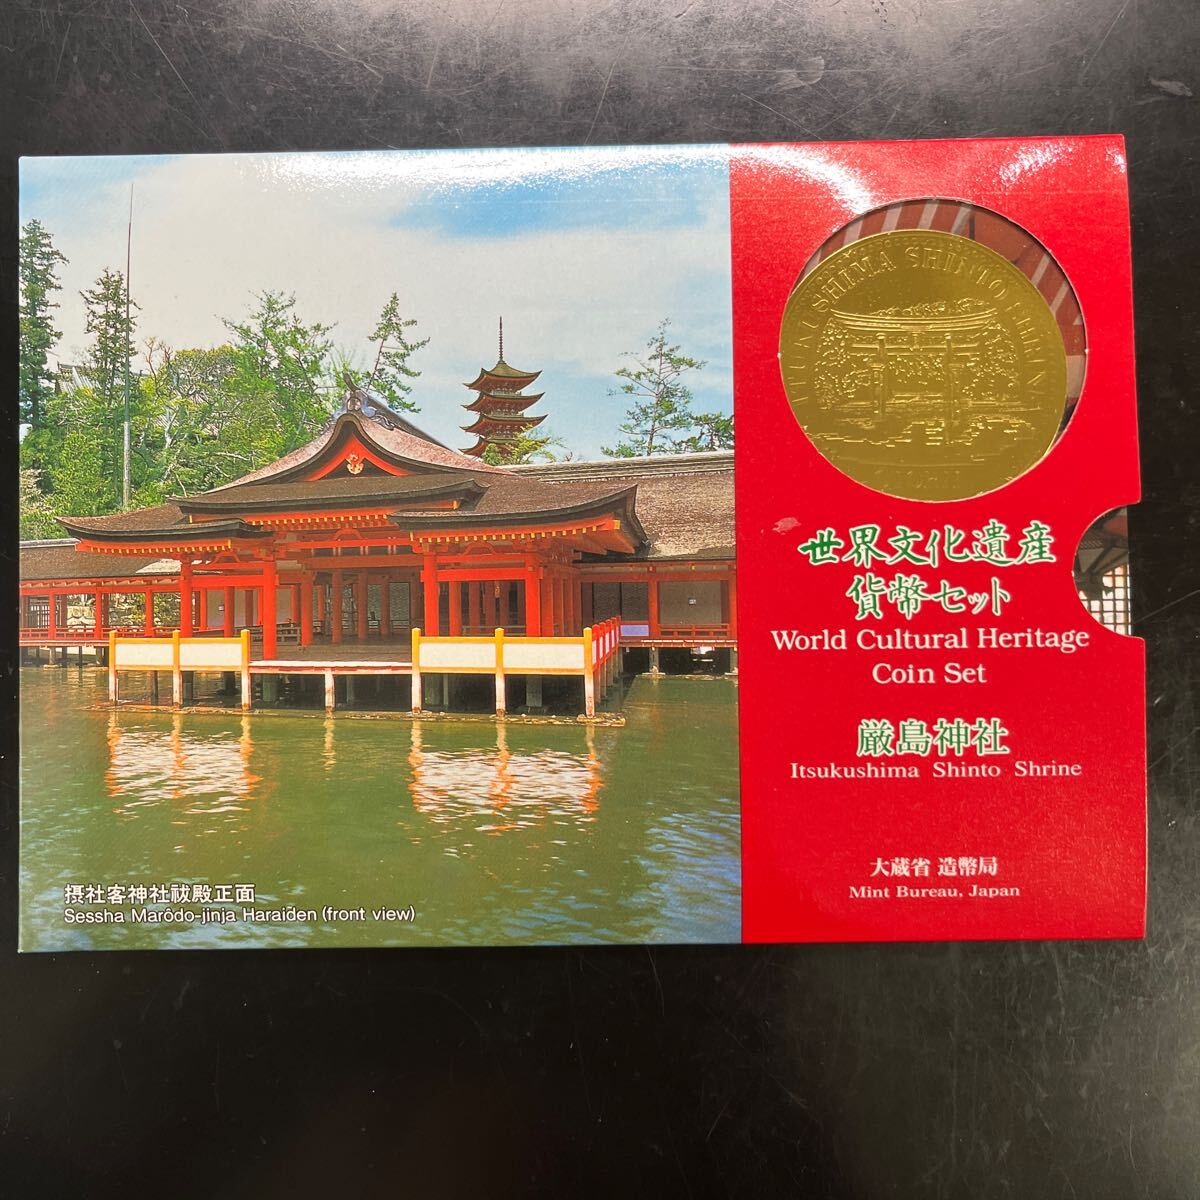 ITSUKUSHIMA SHINTO SHRINE
世界文化遺産
貨幣セット
World Cultural Heritage
Coin Set
厳島神社
Itsukushima Shinto Shrine
大蔵省 造幣局
Mint Bureau, Japan
摂社客神社祓殿正面
Sessha Marôdo-jinja Haraiden (front view)